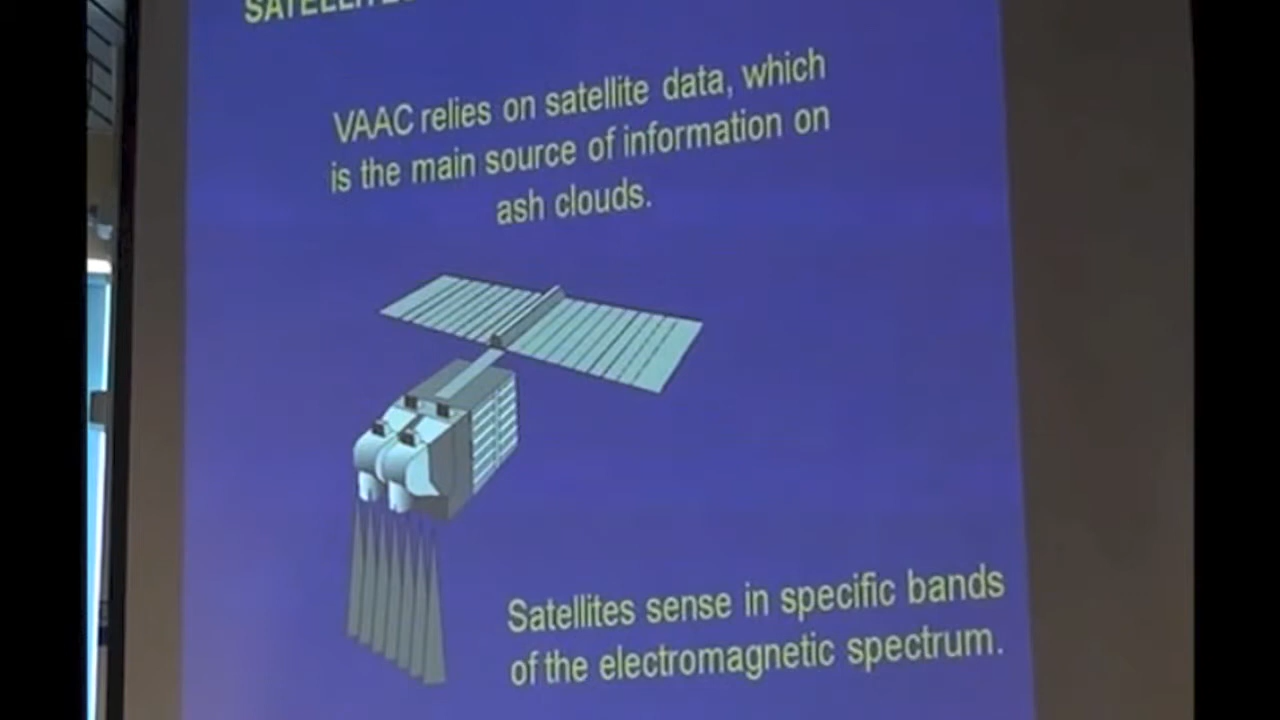 SATELLITES
VAAC relies on satellite data, which
is the main source of information on
ash clouds.
Satellites sense in specific bands
of the electromagnetic spectrum.